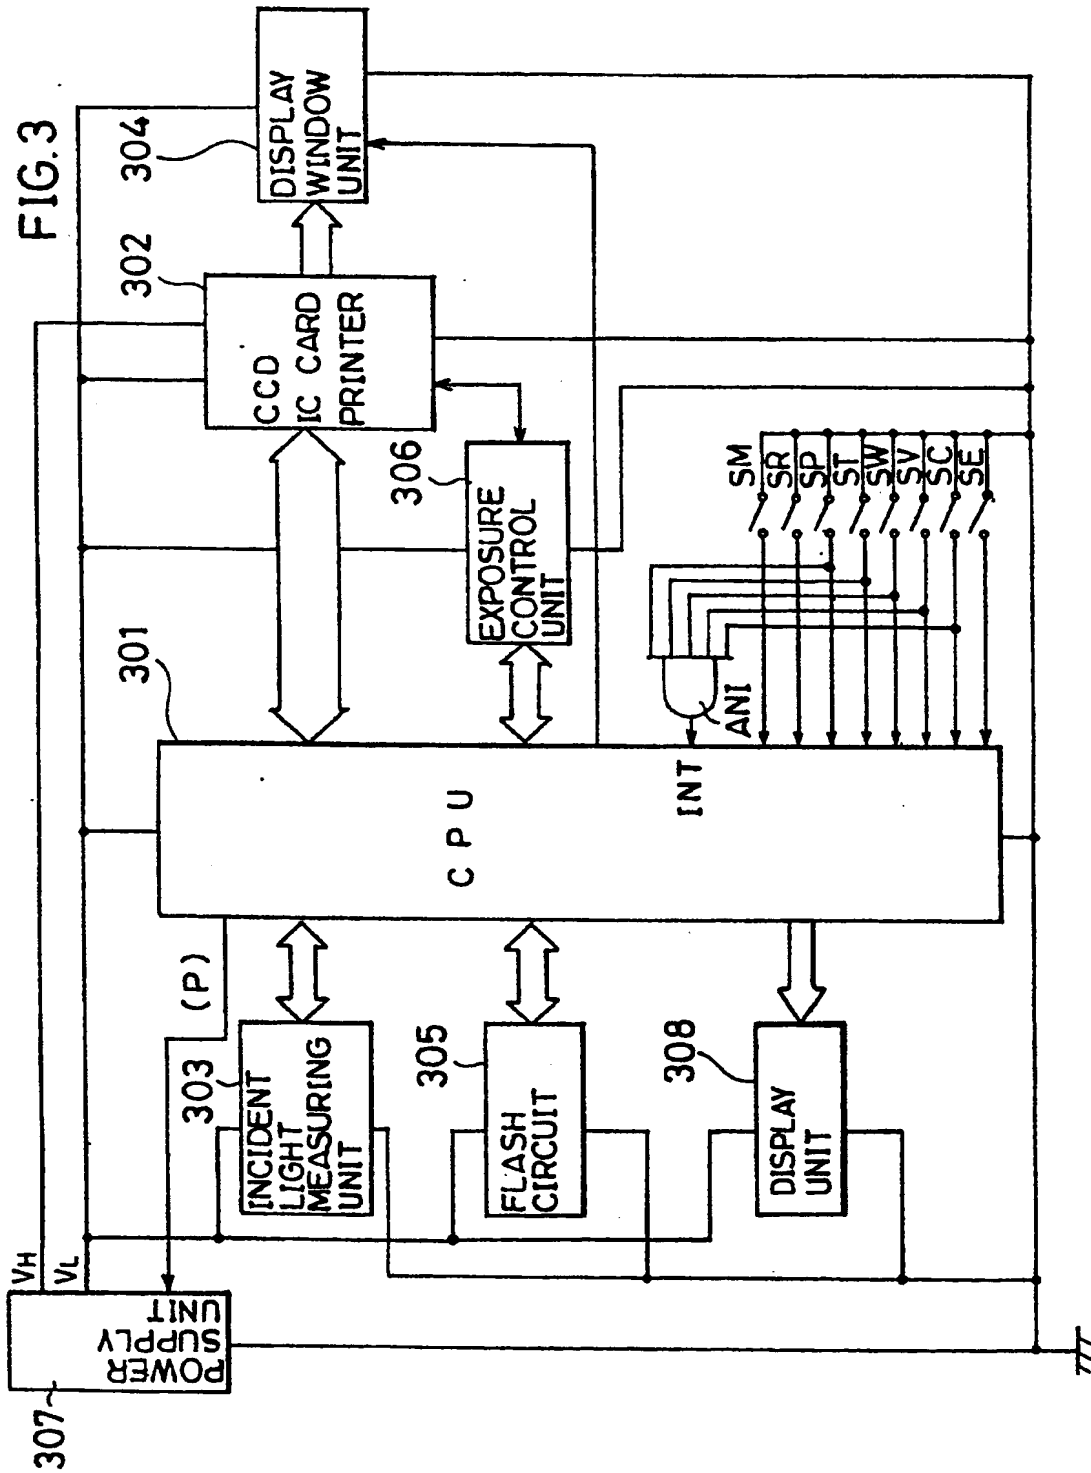 FIG.3
307
POWER
SUPPLY
UNIT
VH
VL
(P)
303
INCIDENT
LIGHT
MEASURING
UNIT
305
FLASH
CIRCUIT
308
DISPLAY
UNIT
301
CPU
INT
ANI
302
CCD
IC CARD
PRINTER
304
DISPLAY
WINDOW
UNIT
306
EXPOSURE
CONTROL
UNIT
SM
SR
SP
ST
SW
SV
SC
SE